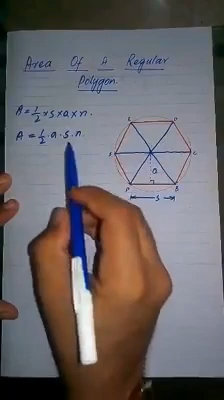 Area Of A Regular
Polygon.
A = 1/2 × s × a × n.
A = 1/2 · a · s · n.
E D
F C
a
A B
s